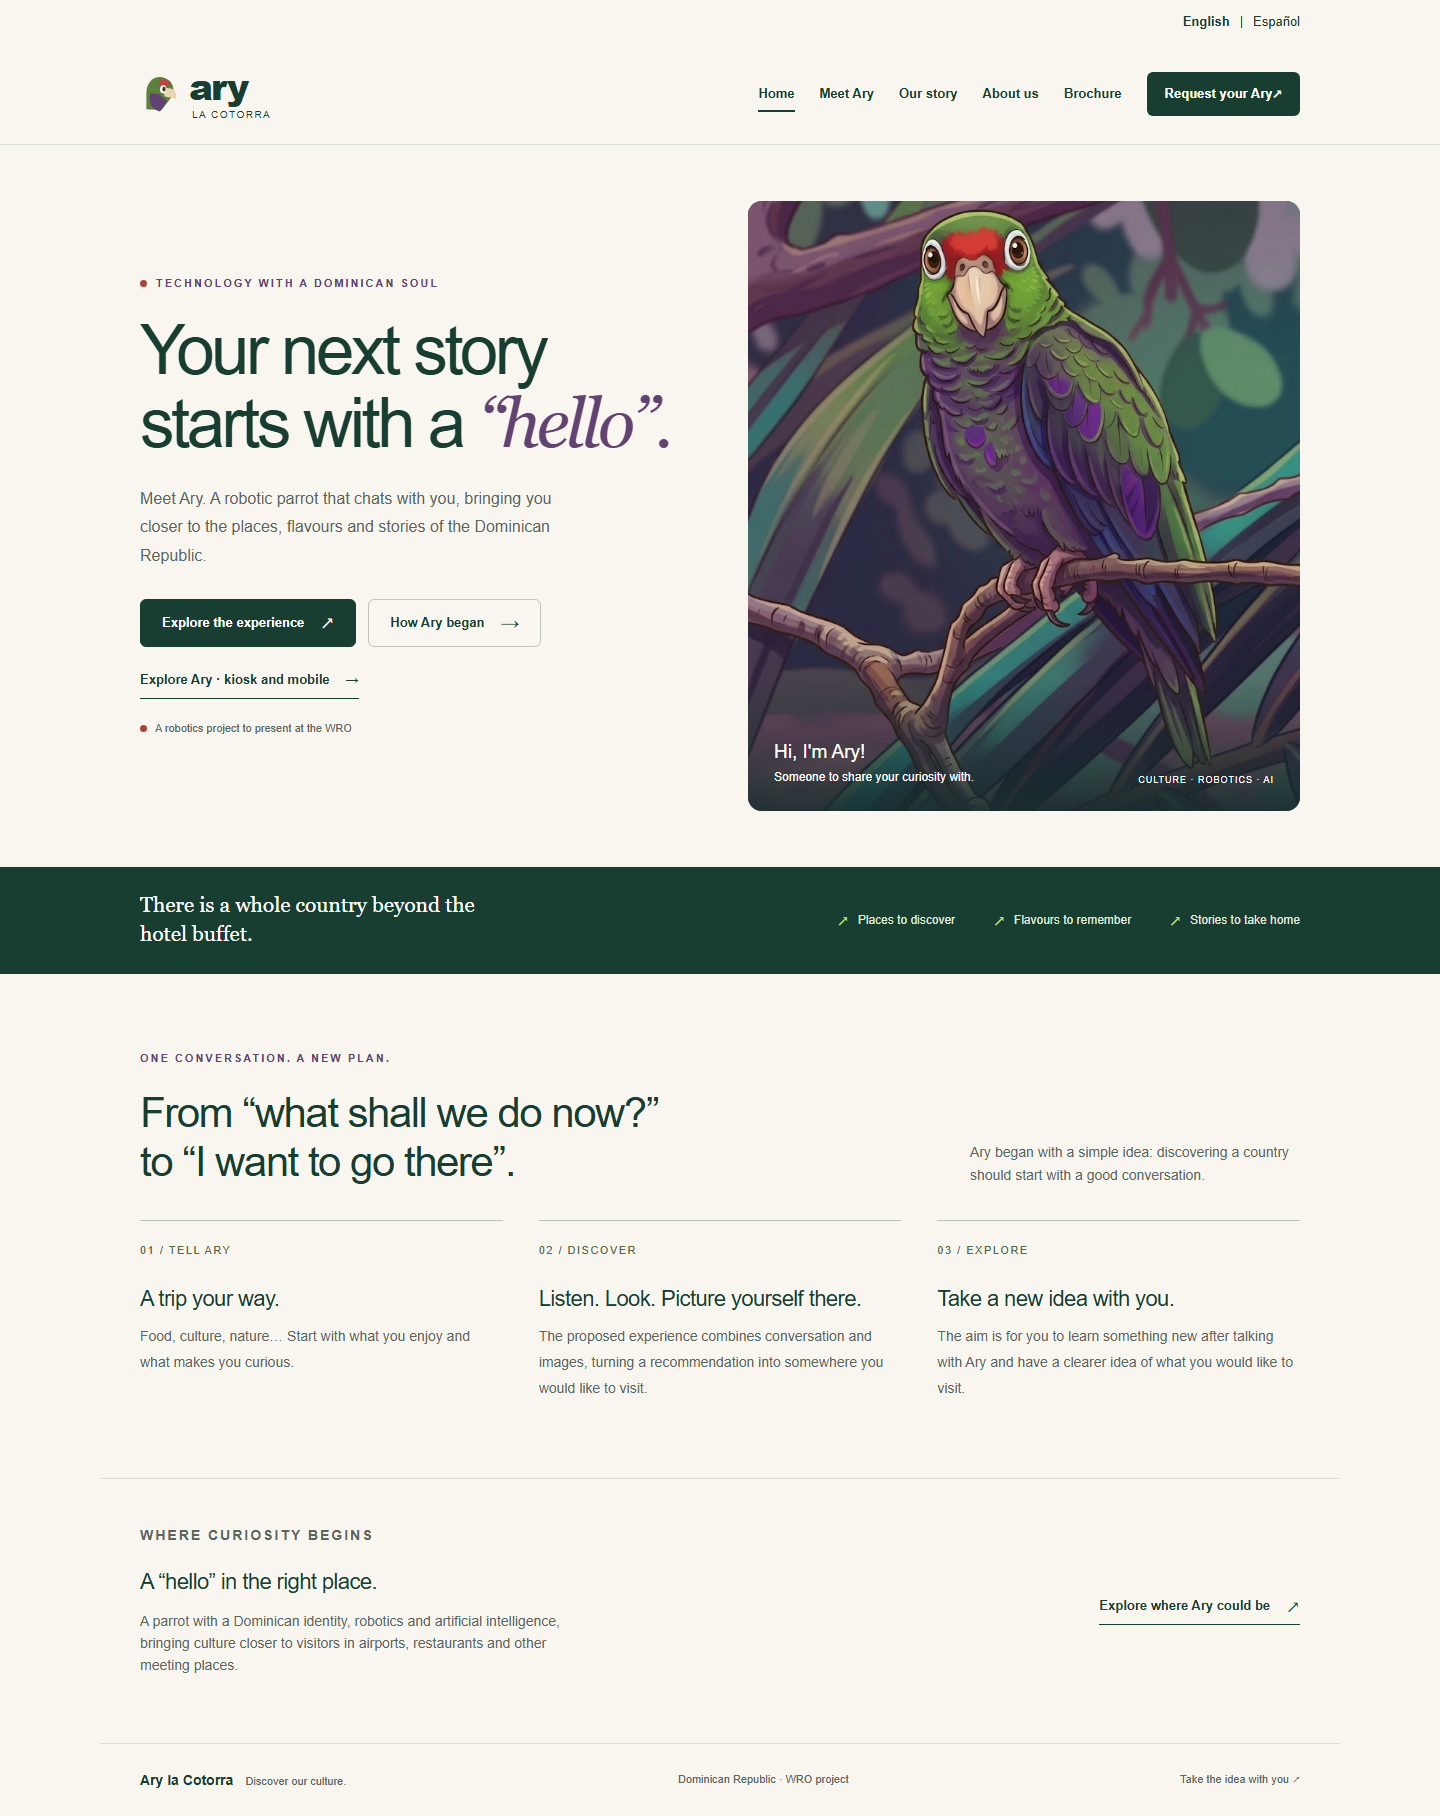 English | Español
ary
LA COTORRA
Home
Meet Ary
Our story
About us
Brochure
Request your Ary↗
TECHNOLOGY WITH A DOMINICAN SOUL
Your next story
starts with a “hello”.
Meet Ary. A robotic parrot that chats with you, bringing you
closer to the places, flavours and stories of the Dominican
Republic.
Explore the experience ↗
How Ary began →
Explore Ary · kiosk and mobile →
A robotics project to present at the WRO
Hi, I'm Ary!
Someone to share your curiosity with.
CULTURE · ROBOTICS · AI
There is a whole country beyond the
hotel buffet.
↗ Places to discover
↗ Flavours to remember
↗ Stories to take home
ONE CONVERSATION. A NEW PLAN.
From “what shall we do now?”
to “I want to go there”.
Ary began with a simple idea: discovering a country
should start with a good conversation.
01 / TELL ARY
A trip your way.
Food, culture, nature… Start with what you enjoy and
what makes you curious.
02 / DISCOVER
Listen. Look. Picture yourself there.
The proposed experience combines conversation and
images, turning a recommendation into somewhere you
would like to visit.
03 / EXPLORE
Take a new idea with you.
The aim is for you to learn something new after talking
with Ary and have a clearer idea of what you would like to
visit.
WHERE CURIOSITY BEGINS
A “hello” in the right place.
A parrot with a Dominican identity, robotics and artificial intelligence,
bringing culture closer to visitors in airports, restaurants and other
meeting places.
Explore where Ary could be ↗
Ary la Cotorra
Discover our culture.
Dominican Republic · WRO project
Take the idea with you ↗